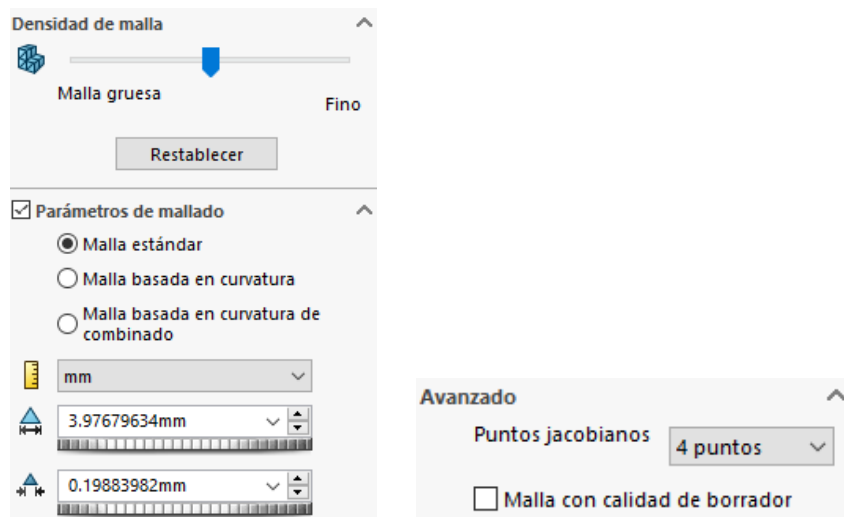 Densidad de malla
Malla gruesa
Fino
Restablecer
Parámetros de mallado
Malla estándar
Malla basada en curvatura
Malla basada en curvatura de
combinado
mm
3.97679634mm
0.19883982mm
Avanzado
Puntos jacobianos
4 puntos
Malla con calidad de borrador